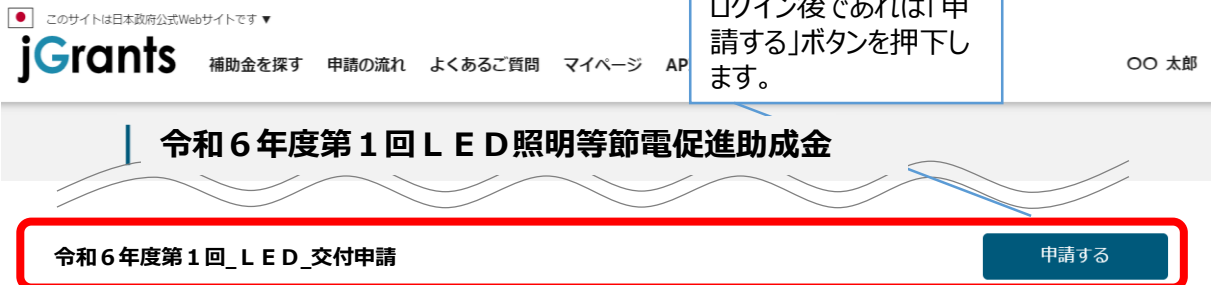 このサイトは日本政府公式Webサイトです ▼
ログイン後であれば「申
請する」ボタンを押下し
ます。
jGrants 補助金を探す 申請の流れ よくあるご質問 マイページ AP 〇〇 太郎
令和６年度第１回ＬＥＤ照明等節電促進助成金
令和６年度第１回_ＬＥＤ_交付申請 申請する